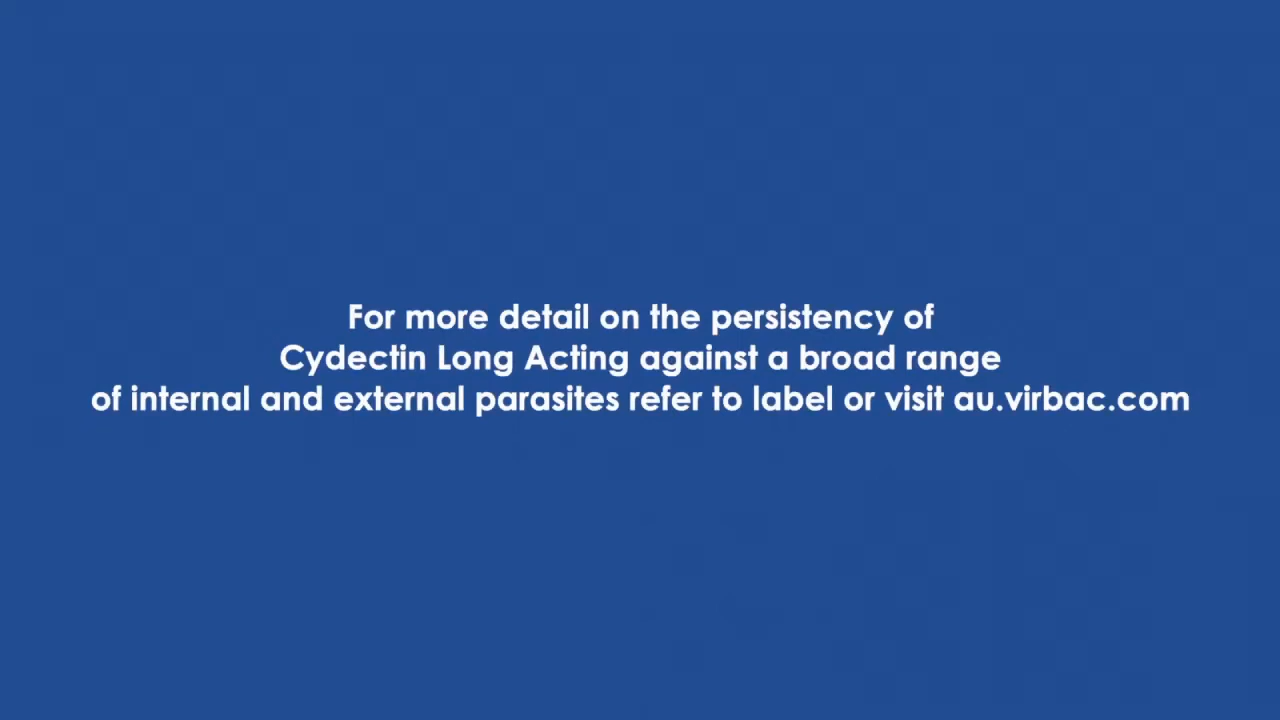 For more detail on the persistency of
Cydectin Long Acting against a broad range
of internal and external parasites refer to label or visit au.virbac.com